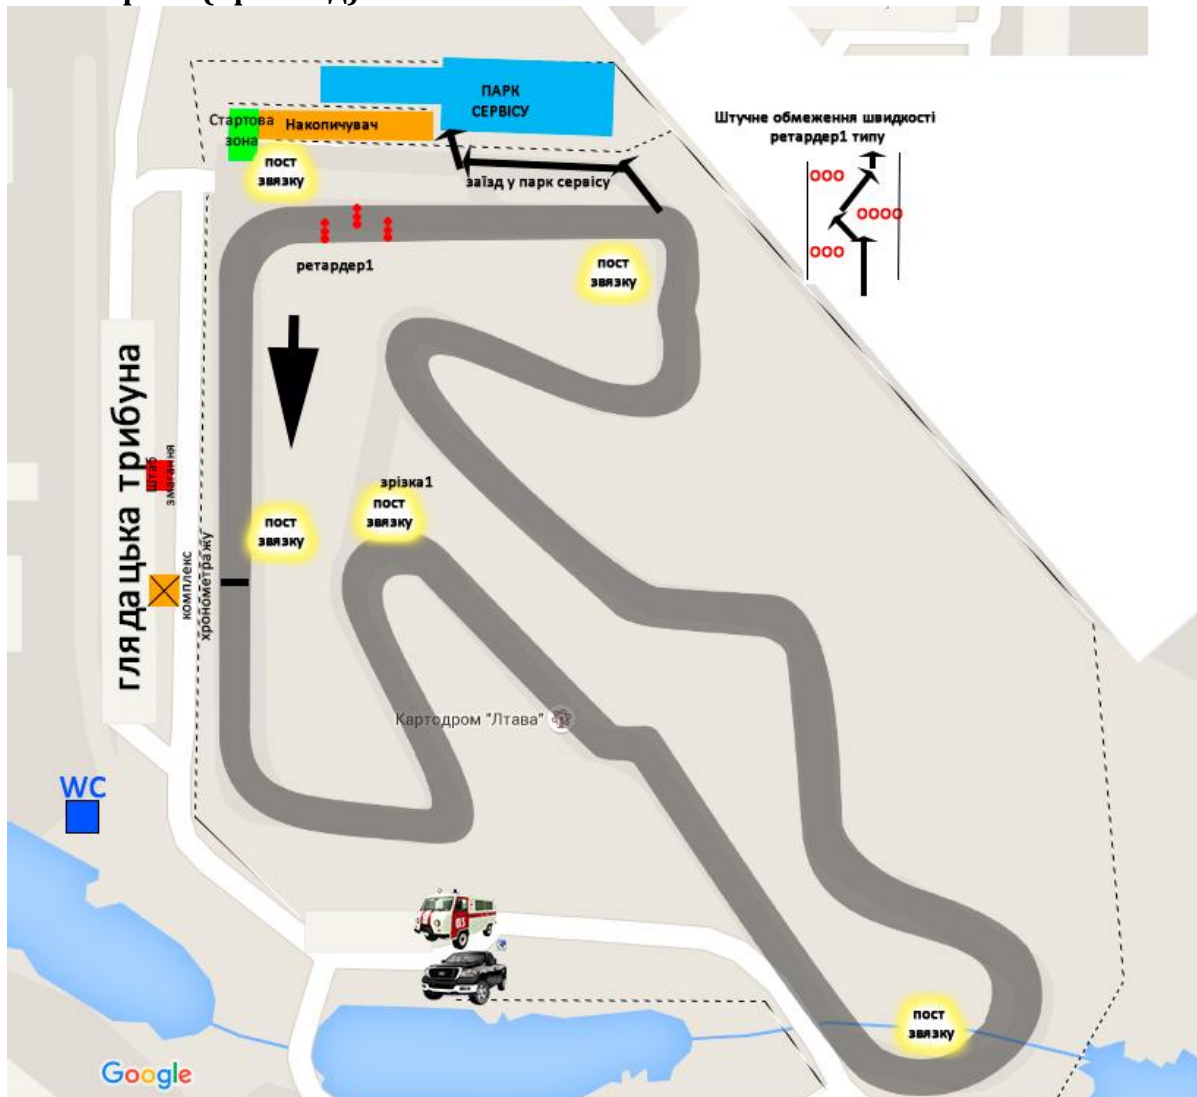 ПАРК
СЕРВІСУ
Стартова
зона
Накопичувач
Штучне обмеження швидкості
ретардер1 типу
ооо
оооо
ооо
пост
звязку
заїзд у парк сервісу
ретардер1
пост
звязку
глядацька трибуна
штаб
змагання
зрізка1
пост
звязку
пост
звязку
комплекс
хронометражу
Картодром "Лтава"
WC
03
пост
звязку
Google